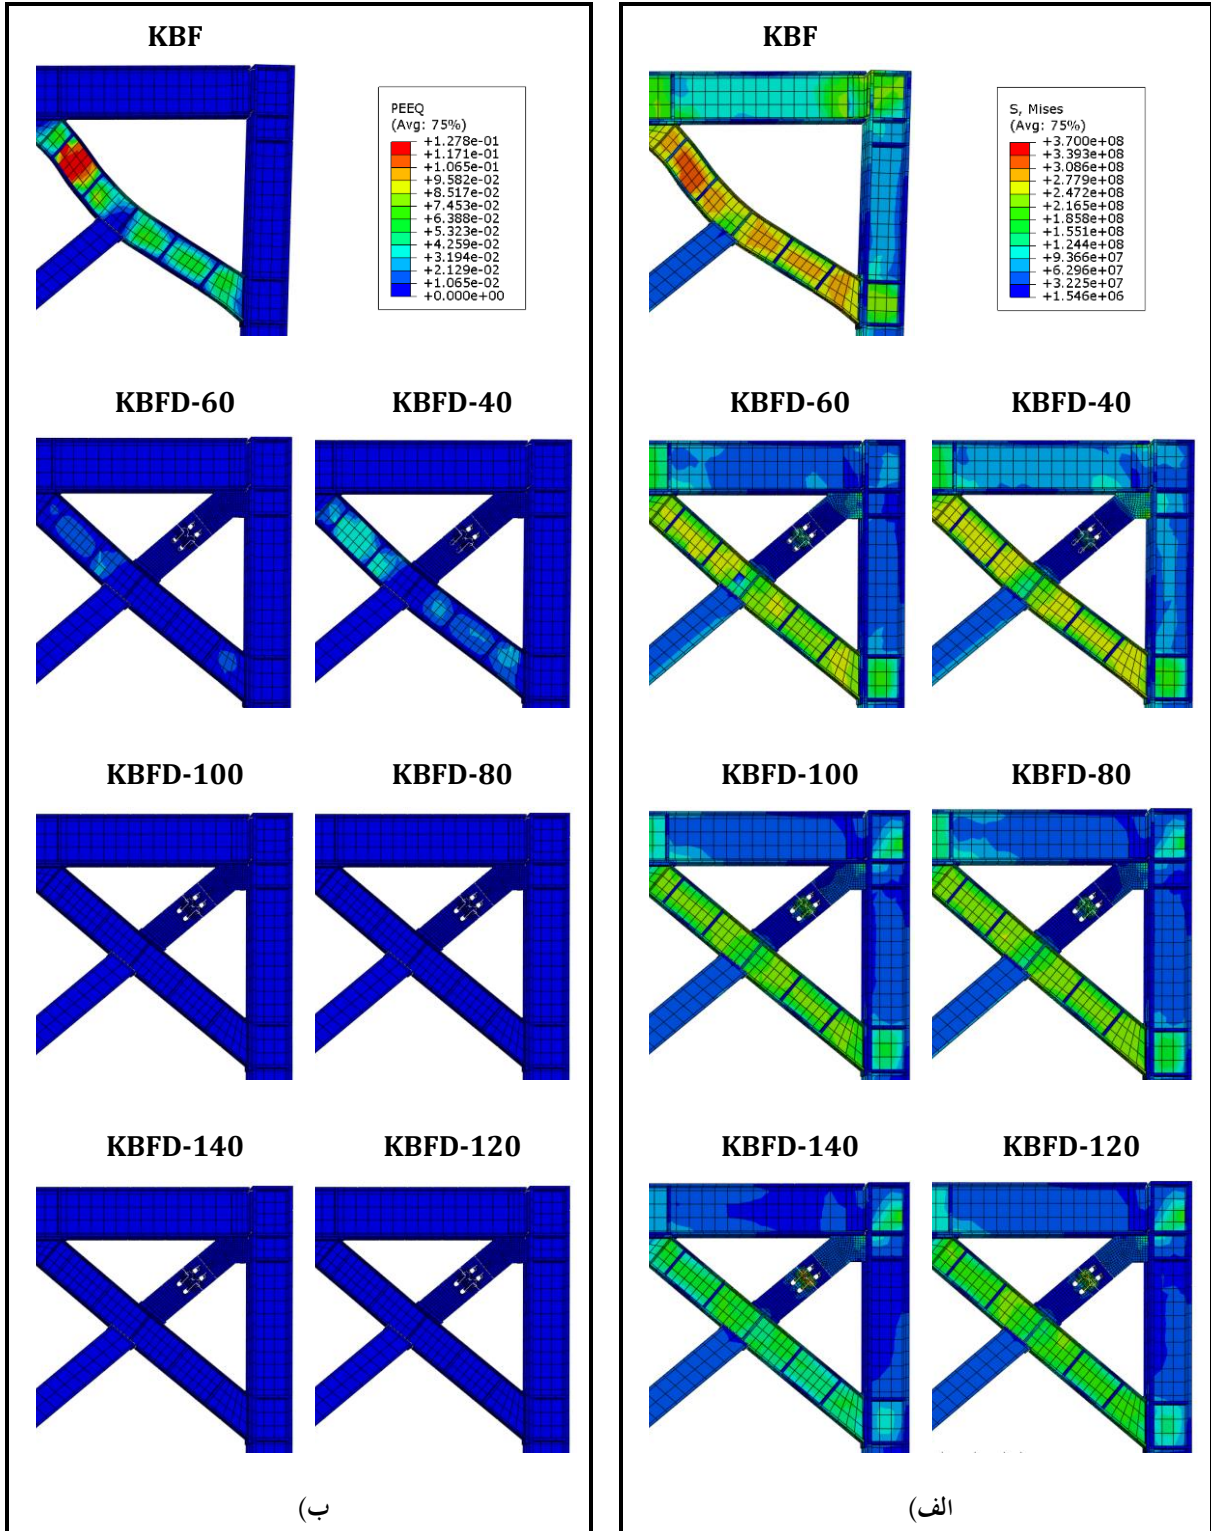 KBF
S, Mises
(Avg: 75%)
+3.700e+08
+3.393e+08
+3.086e+08
+2.779e+08
+2.472e+08
+2.165e+08
+1.858e+08
+1.551e+08
+1.244e+08
+9.366e+07
+6.296e+07
+3.225e+07
+1.546e+06
KBFD-40
KBFD-60
KBFD-80
KBFD-100
KBFD-120
KBFD-140
الف)
KBF
PEEQ
(Avg: 75%)
+1.278e-01
+1.171e-01
+1.065e-01
+9.582e-02
+8.517e-02
+7.453e-02
+6.388e-02
+5.323e-02
+4.259e-02
+3.194e-02
+2.129e-02
+1.065e-02
+0.000e+00
KBFD-40
KBFD-60
KBFD-80
KBFD-100
KBFD-120
KBFD-140
ب)